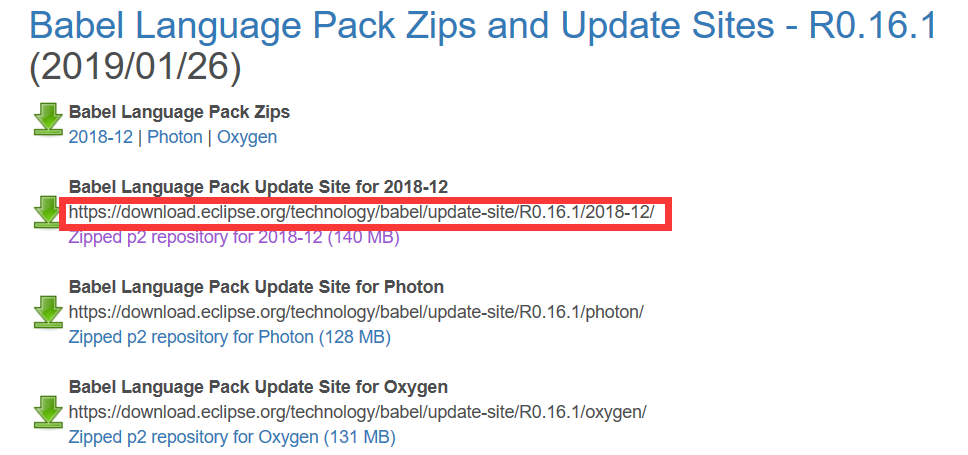 Babel Language Pack Zips and Update Sites - R0.16.1
(2019/01/26)
Babel Language Pack Zips
2018-12 | Photon | Oxygen
Babel Language Pack Update Site for 2018-12
https://download.eclipse.org/technology/babel/update-site/R0.16.1/2018-12/
Zipped p2 repository for 2018-12 (140 MB)
Babel Language Pack Update Site for Photon
https://download.eclipse.org/technology/babel/update-site/R0.16.1/photon/
Zipped p2 repository for Photon (128 MB)
Babel Language Pack Update Site for Oxygen
https://download.eclipse.org/technology/babel/update-site/R0.16.1/oxygen/
Zipped p2 repository for Oxygen (131 MB)